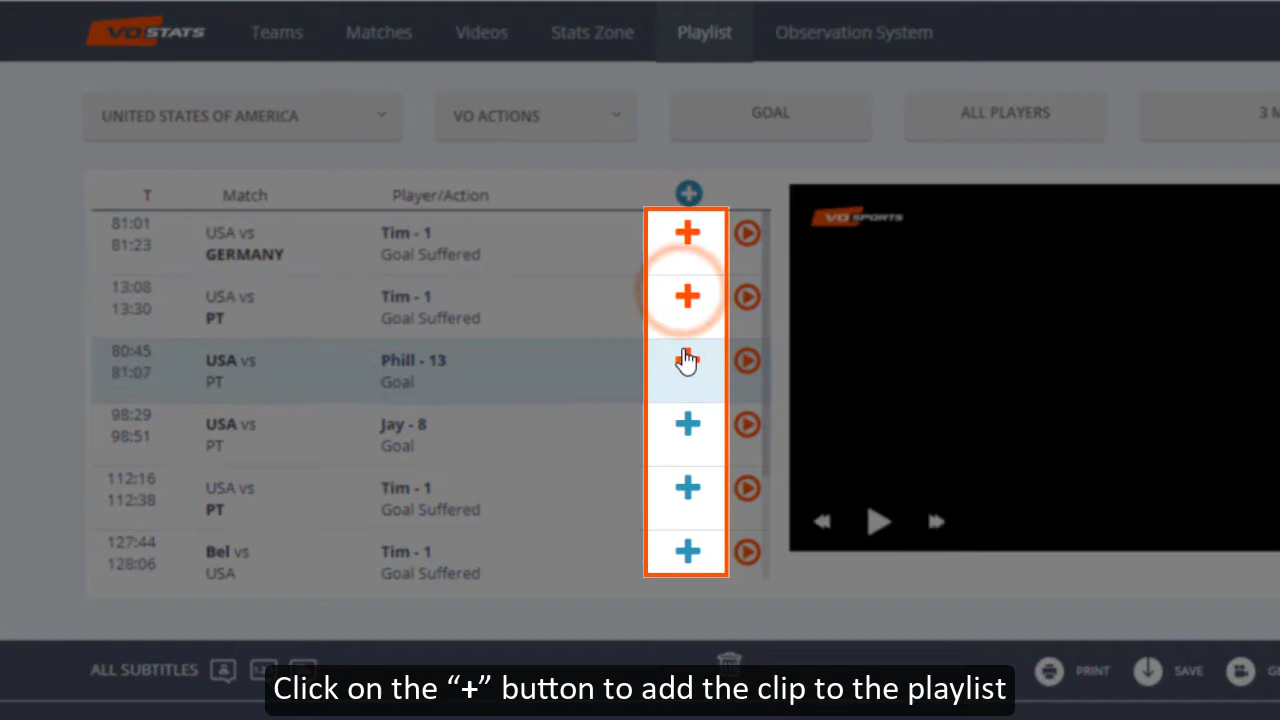 VO STATS Teams Matches Videos Stats Zone Playlist Observation System
UNITED STATES OF AMERICA VO ACTIONS GOAL ALL PLAYERS 3 M
T Match Player/Action
81:01 USA vs Tim - 1
81:23 GERMANY Goal Suffered
13:08 USA vs Tim - 1
13:30 PT Goal Suffered
80:45 USA vs Phill - 13
81:07 PT Goal
98:29 USA vs Jay - 8
98:51 PT Goal
112:16 USA vs Tim - 1
112:38 PT Goal Suffered
127:44 Bel vs Tim - 1
128:06 USA Goal Suffered
VO SPORTS
ALL SUBTITLES PRINT SAVE
Click on the “+” button to add the clip to the playlist